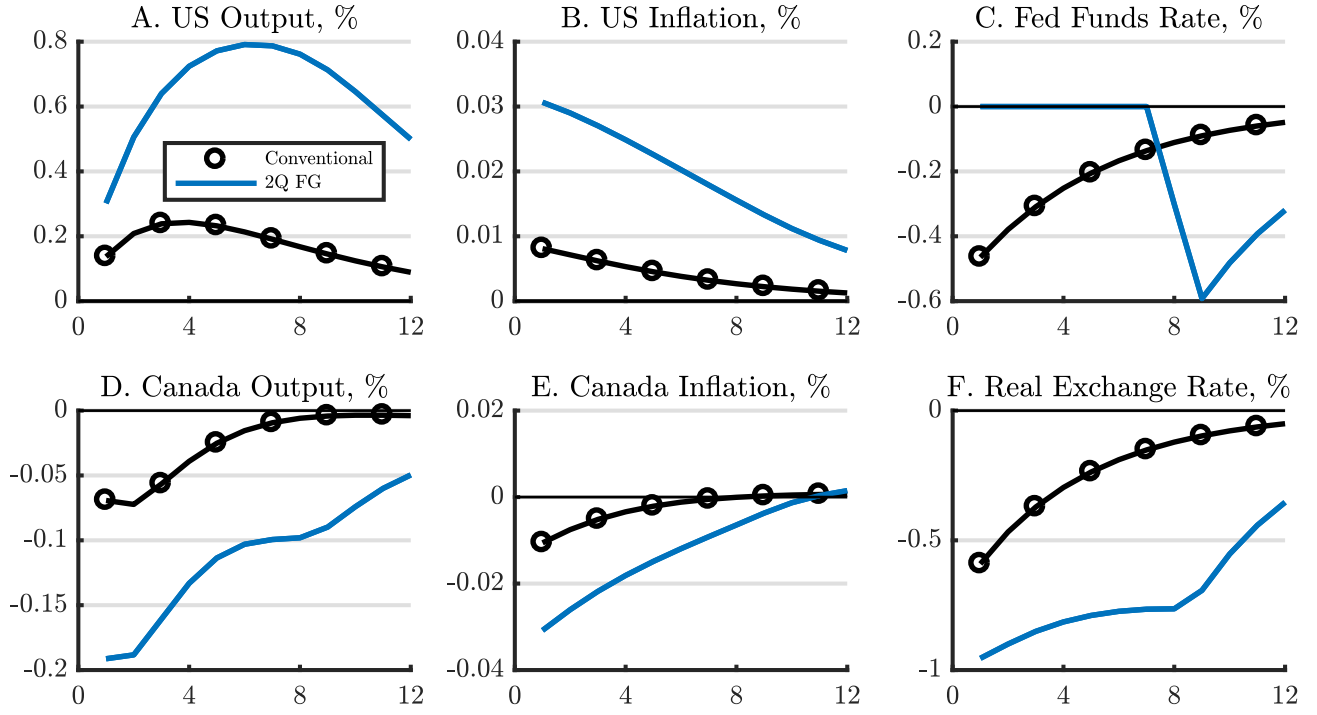 A. US Output, %
0.8
0.6
0.4
0.2
0
0 4 8 12
Conventional
2Q FG
B. US Inflation, %
0.04
0.03
0.02
0.01
0
0 4 8 12
C. Fed Funds Rate, %
0.2
0
-0.2
-0.4
-0.6
0 4 8 12
D. Canada Output, %
0
-0.05
-0.1
-0.15
-0.2
0 4 8 12
E. Canada Inflation, %
0.02
0
-0.02
-0.04
0 4 8 12
F. Real Exchange Rate, %
0
-0.5
-1
0 4 8 12